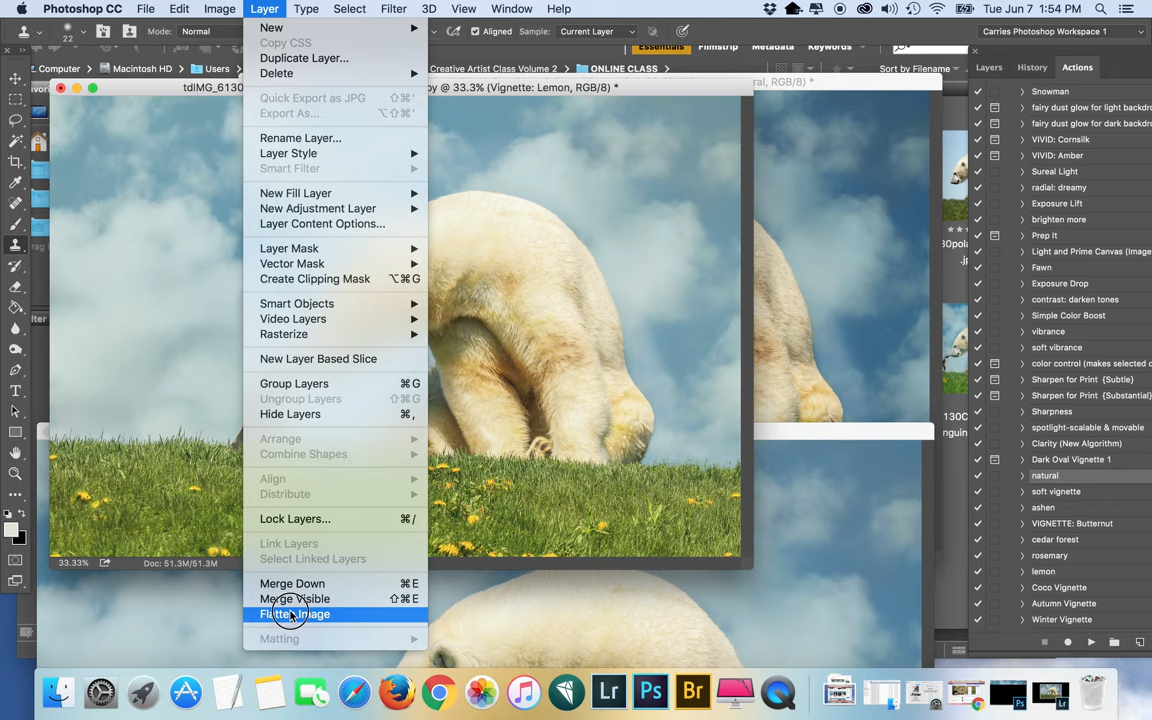 Photoshop CC File Edit Image Layer Type Select Filter 3D View Window Help Tue Jun 7 1:54 PM
22 Mode: Normal Aligned Sample: Current Layer Carries Photoshop Workspace 1
Essentials Filmstrip Metadata Keywords
Computer Macintosh HD Users Creative Artist Class Volume 2 ONLINE CLASS Sort by Filename
tdIMG_6130 py @ 33.3% (Vignette: Lemon, RGB/8) * ral, RGB/8) *
New
Copy CSS
Duplicate Layer...
Delete
Quick Export as JPG ⇧⌘'
Export As... ⌥⇧⌘'
Rename Layer...
Layer Style
Smart Filter
New Fill Layer
New Adjustment Layer
Layer Content Options...
Layer Mask
Vector Mask
Create Clipping Mask ⌥⌘G
Smart Objects
Video Layers
Rasterize
New Layer Based Slice
Group Layers ⌘G
Ungroup Layers ⇧⌘G
Hide Layers ⌘,
Arrange
Combine Shapes
Align
Distribute
Lock Layers... ⌘/
Link Layers
Select Linked Layers
Merge Down ⌘E
Merge Visible ⇧⌘E
Flatten Image
Matting
33.33% Doc: 51.3M/51.3M
Layers History Actions
Snowman
fairy dust glow for light backdro
fairy dust glow for dark backdro
VIVID: Cornsilk
VIVID: Amber
Sureal Light
radial: dreamy
Exposure Lift
brighten more
Prep It
Light and Prime Canvas (Image
Fawn
Exposure Drop
contrast: darken tones
Simple Color Boost
vibrance
soft vibrance
color control (makes selected c
Sharpen for Print {Subtle}
Sharpen for Print {Substantial}
Sharpness
spotlight-scalable & movable
Clarity (New Algorithm)
Dark Oval Vignette 1
natural
soft vignette
ashen
VIGNETTE: Butternut
cedar forest
rosemary
lemon
Coco Vignette
Autumn Vignette
Winter Vignette
30pola
.j
130C
nguin
Lr Ps Br